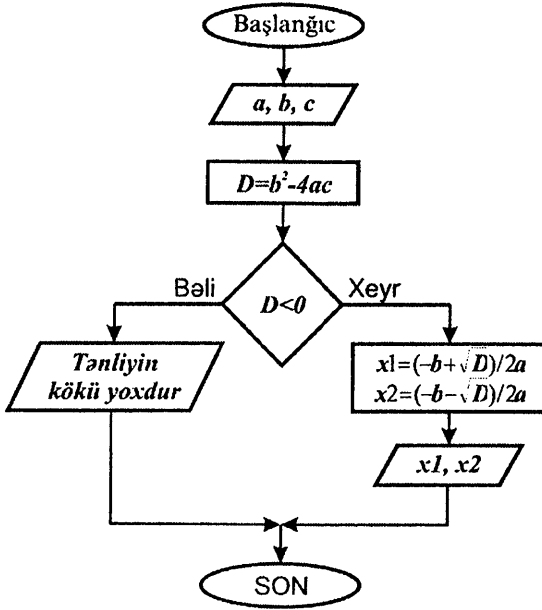 Başlanğıc
a, b, c
D=b²-4ac
D<0
Bəli
Xeyr
Tənliyin
kökü yoxdur
x1=(-b+√D)/2a
x2=(-b-√D)/2a
x1, x2
SON